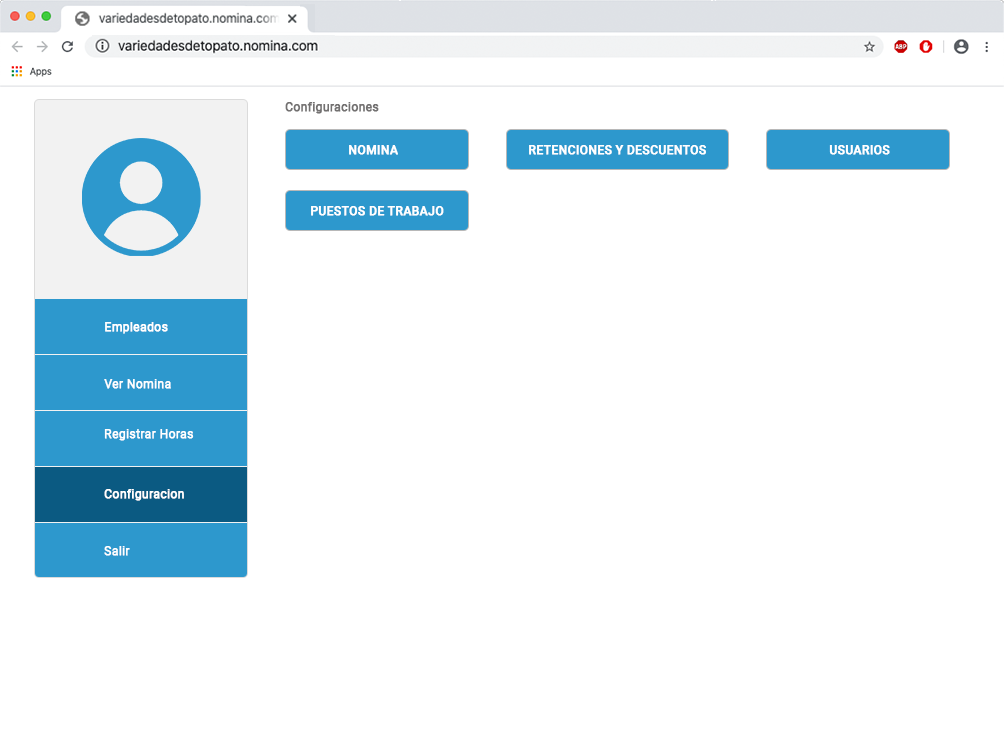 variedadesdetopato.nomina.com
variedadesdetopato.nomina.com
ABP
Apps
Configuraciones
NOMINA
RETENCIONES Y DESCUENTOS
USUARIOS
PUESTOS DE TRABAJO
Empleados
Ver Nomina
Registrar Horas
Configuracion
Salir